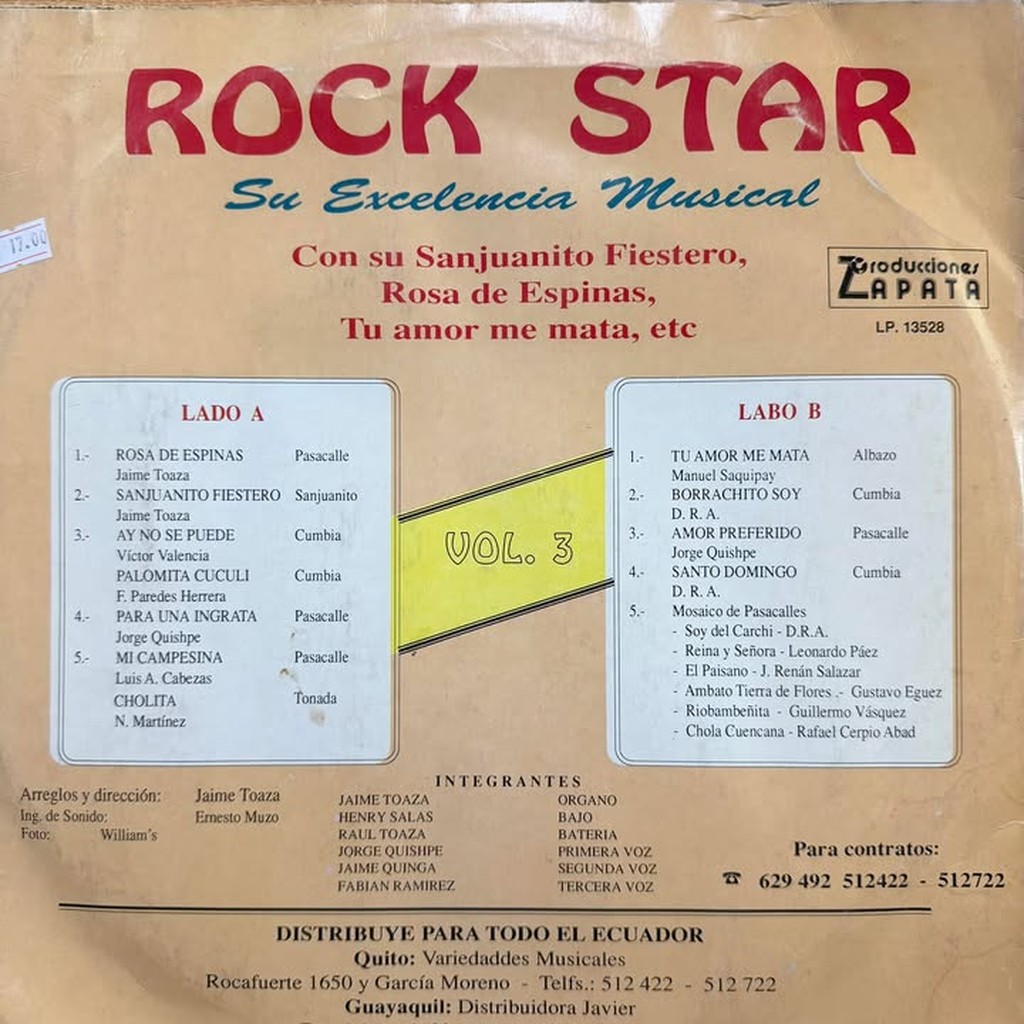 ROCK STAR
Su Excelencia Musical
17.00
Con su Sanjuanito Fiestero,
Rosa de Espinas,
Tu amor me mata, etc
Producciones
ZAPATA
LP. 13528
LADO A
1.- ROSA DE ESPINAS Pasacalle
Jaime Toaza
2.- SANJUANITO FIESTERO Sanjuanito
Jaime Toaza
3.- AY NO SE PUEDE Cumbia
Víctor Valencia
PALOMITA CUCULI Cumbia
F. Paredes Herrera
4.- PARA UNA INGRATA Pasacalle
Jorge Quishpe
5.- MI CAMPESINA Pasacalle
Luis A. Cabezas
CHOLITA Tonada
N. Martínez
VOL. 3
LABO B
1.- TU AMOR ME MATA Albazo
Manuel Saquipay
2.- BORRACHITO SOY Cumbia
D. R. A.
3.- AMOR PREFERIDO Pasacalle
Jorge Quishpe
4.- SANTO DOMINGO Cumbia
D. R. A.
5.- Mosaico de Pasacalles
- Soy del Carchi - D.R.A.
- Reina y Señora - Leonardo Páez
- El Paisano - J. Renán Salazar
- Ambato Tierra de Flores .- Gustavo Eguez
- Riobambeñita - Guillermo Vásquez
- Chola Cuencana - Rafael Cerpio Abad
Arreglos y dirección: Jaime Toaza
Ing. de Sonido: Ernesto Muzo
Foto: William's
INTEGRANTES
JAIME TOAZA ORGANO
HENRY SALAS BAJO
RAUL TOAZA BATERIA
JORGE QUISHPE PRIMERA VOZ
JAIME QUINGA SEGUNDA VOZ
FABIAN RAMIREZ TERCERA VOZ
Para contratos:
☎ 629 492 512422 - 512722
DISTRIBUYE PARA TODO EL ECUADOR
Quito: Variedaddes Musicales
Rocafuerte 1650 y García Moreno - Telfs.: 512 422 - 512 722
Guayaquil: Distribuidora Javier